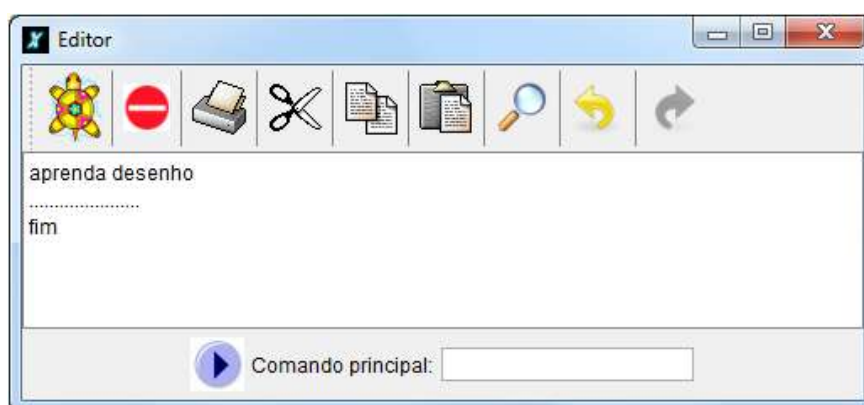 Editor
aprenda desenho
......................
fim
Comando principal: